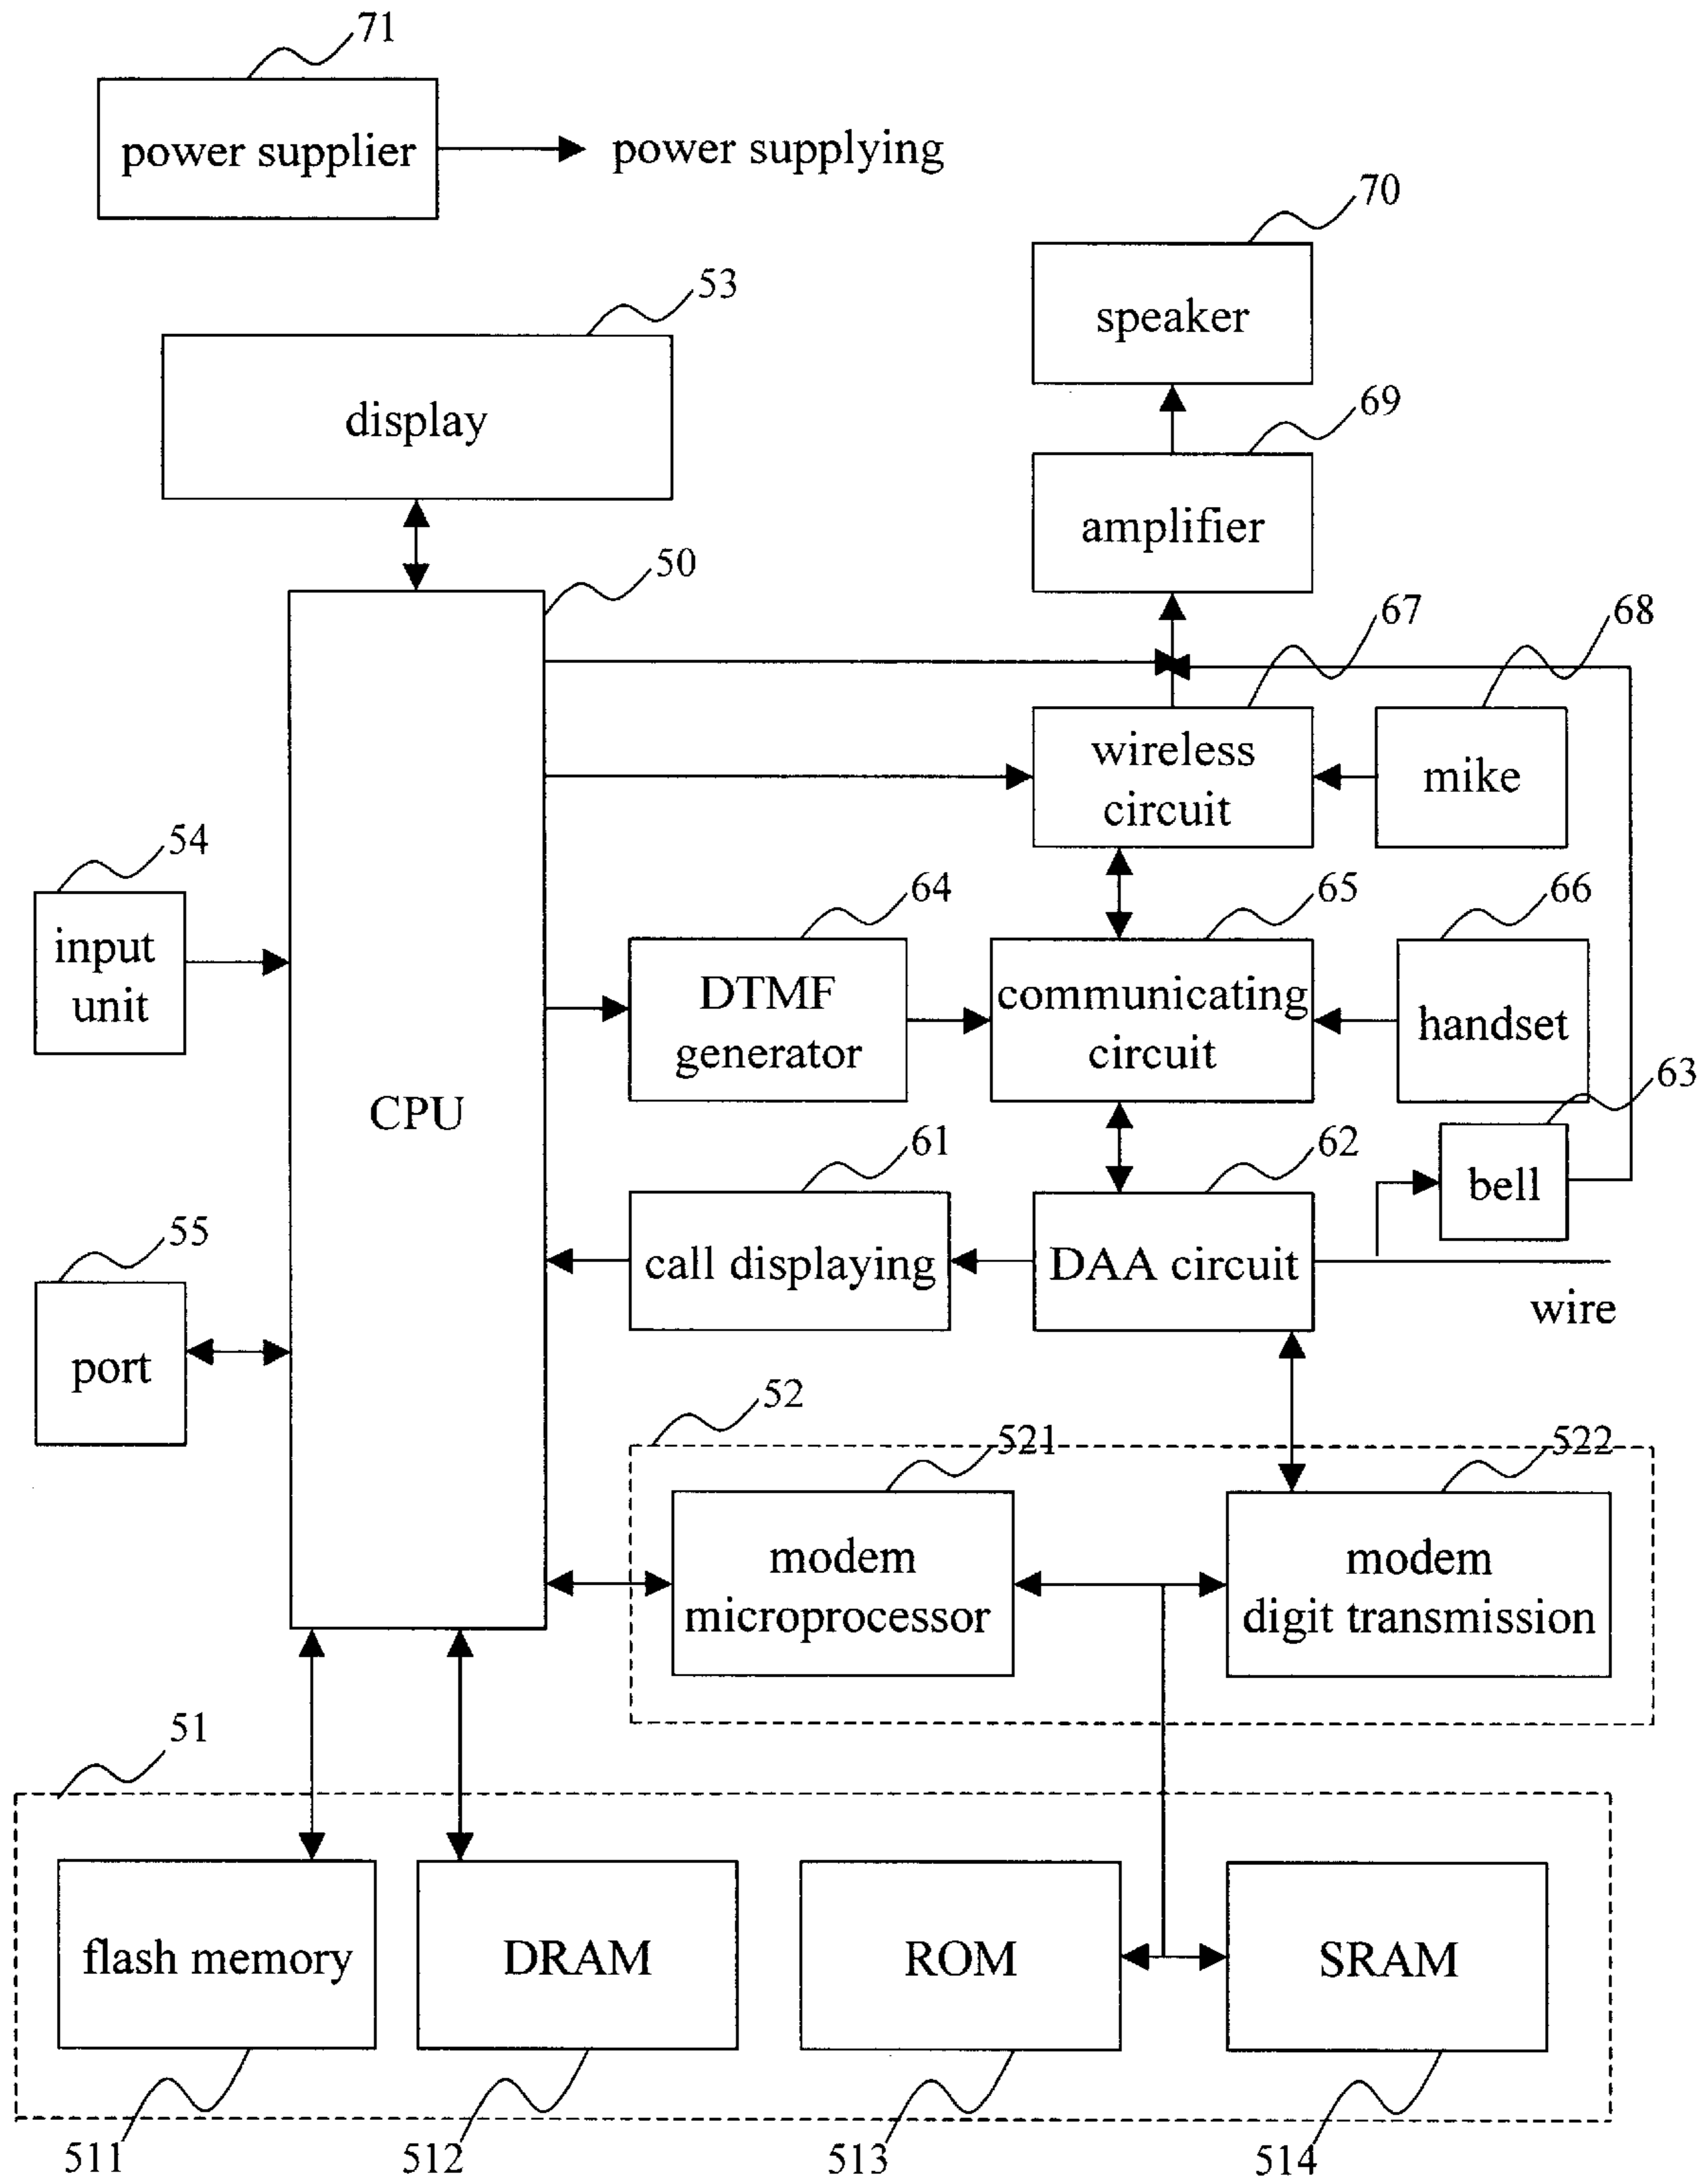 71
power supplier
power supplying
70
speaker
53
display
69
amplifier
50
67
68
wireless
circuit
mike
54
input
unit
64
DTMF
generator
65
communicating
circuit
66
handset
63
bell
CPU
61
call displaying
62
DAA circuit
wire
55
port
52
521
modem
microprocessor
522
modem
digit transmission
51
flash memory
DRAM
ROM
SRAM
511
512
513
514